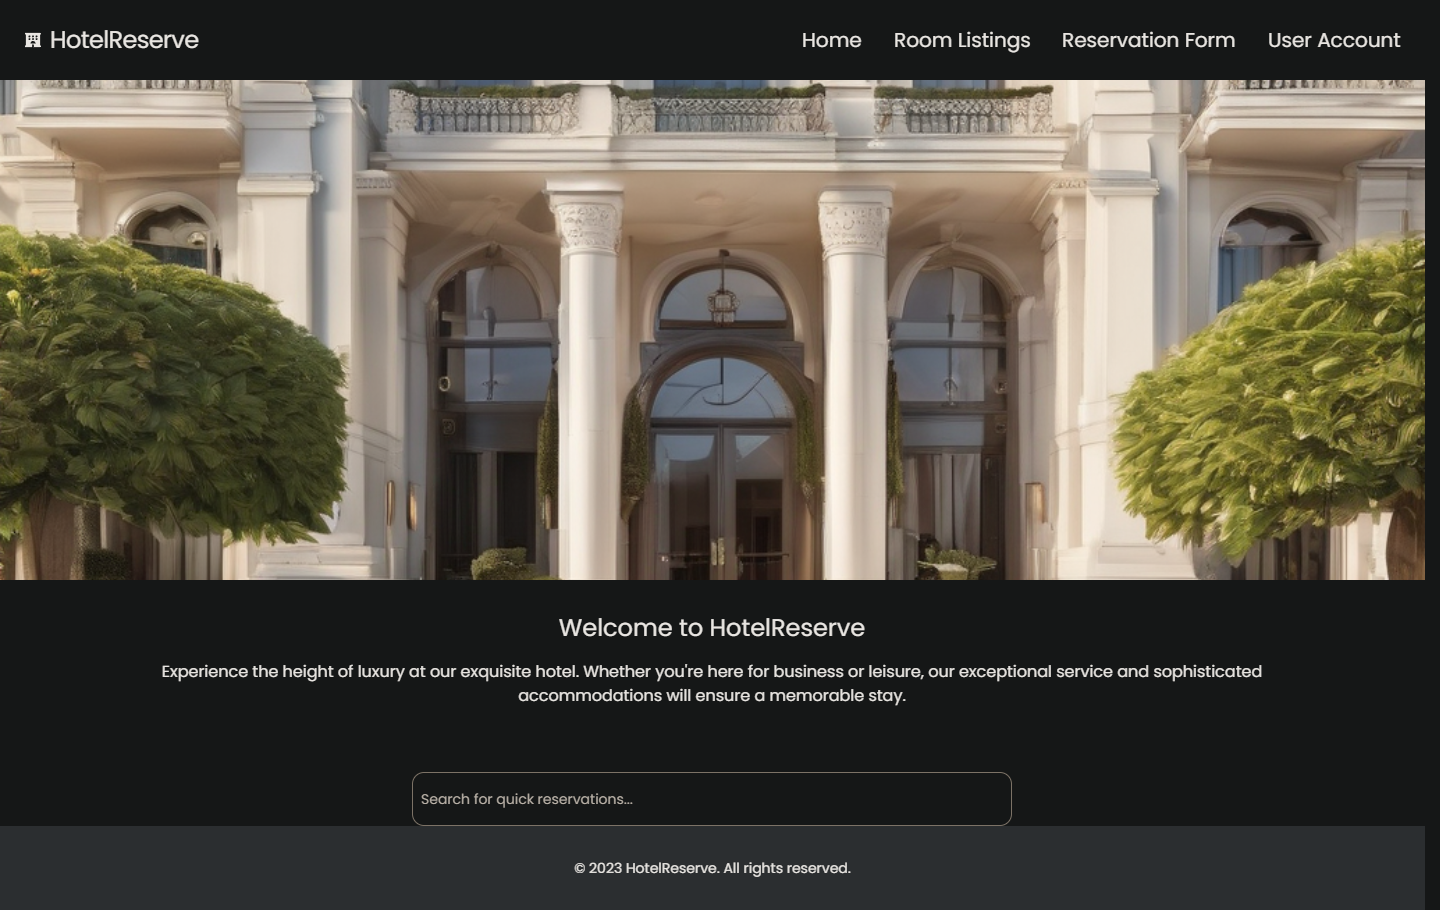 HotelReserve
Home Room Listings Reservation Form User Account
Welcome to HotelReserve
Experience the height of luxury at our exquisite hotel. Whether you're here for business or leisure, our exceptional service and sophisticated
accommodations will ensure a memorable stay.
Search for quick reservations...
© 2023 HotelReserve. All rights reserved.